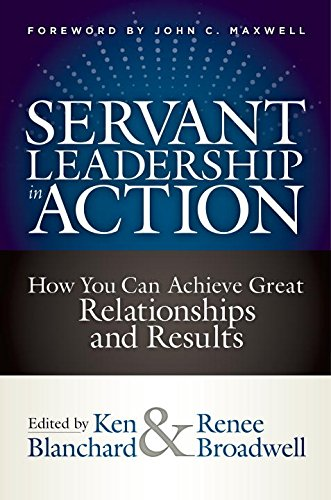 FOREWORD BY JOHN C. MAXWELL
SERVANT
LEADERSHIP
in ACTION
How You Can Achieve Great
Relationships
and Results
Edited by Ken Blanchard & Renee Broadwell